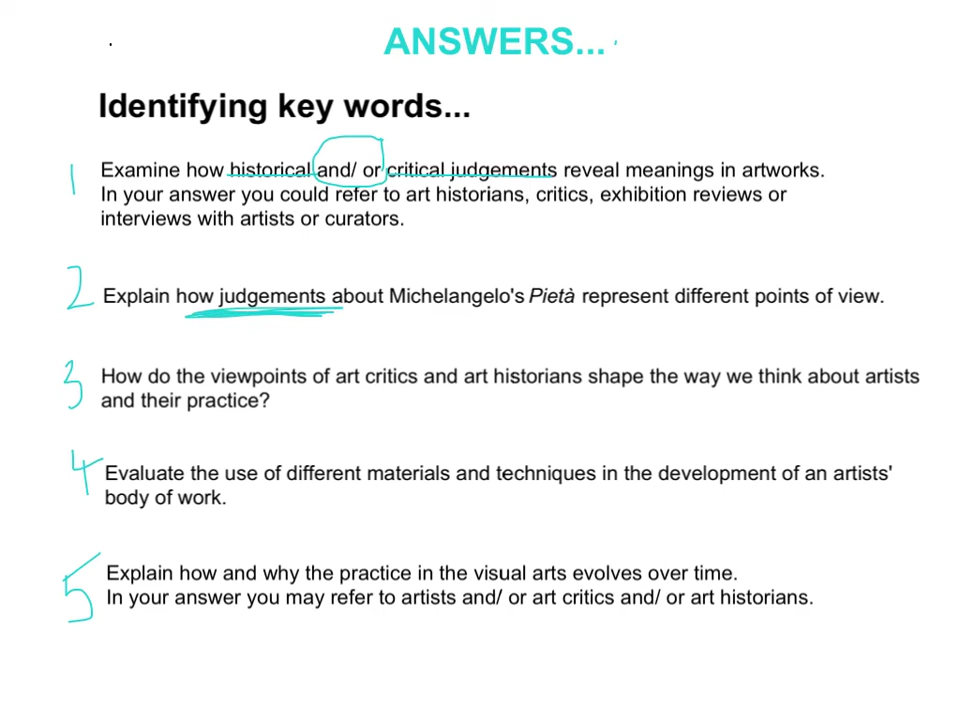 ANSWERS...
Identifying key words...
1 Examine how historical and/ or critical judgements reveal meanings in artworks.
In your answer you could refer to art historians, critics, exhibition reviews or
interviews with artists or curators.
2 Explain how judgements about Michelangelo's Pietà represent different points of view.
3 How do the viewpoints of art critics and art historians shape the way we think about artists
and their practice?
4 Evaluate the use of different materials and techniques in the development of an artists'
body of work.
5 Explain how and why the practice in the visual arts evolves over time.
In your answer you may refer to artists and/ or art critics and/ or art historians.